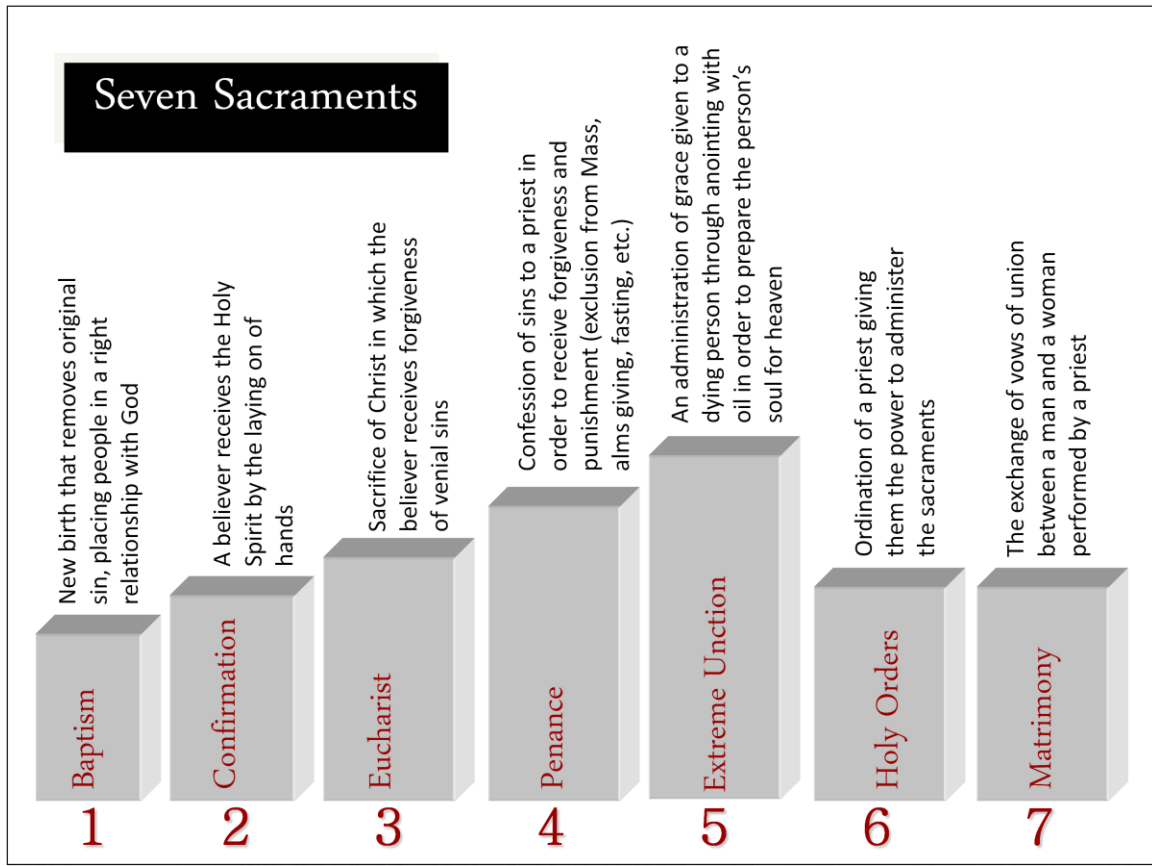 Seven Sacraments
New birth that removes original
sin, placing people in a right
relationship with God
Baptism
1
A believer receives the Holy
Spirit by the laying on of
hands
Confirmation
2
Sacrifice of Christ in which the
believer receives forgiveness
of venial sins
Eucharist
3
Confession of sins to a priest in
order to receive forgiveness and
punishment (exclusion from Mass,
alms giving, fasting, etc.)
Penance
4
An administration of grace given to a
dying person through anointing with
oil in order to prepare the person’s
soul for heaven
Extreme Unction
5
Ordination of a priest giving
them the power to administer
the sacraments
Holy Orders
6
The exchange of vows of union
between a man and a woman
performed by a priest
Matrimony
7